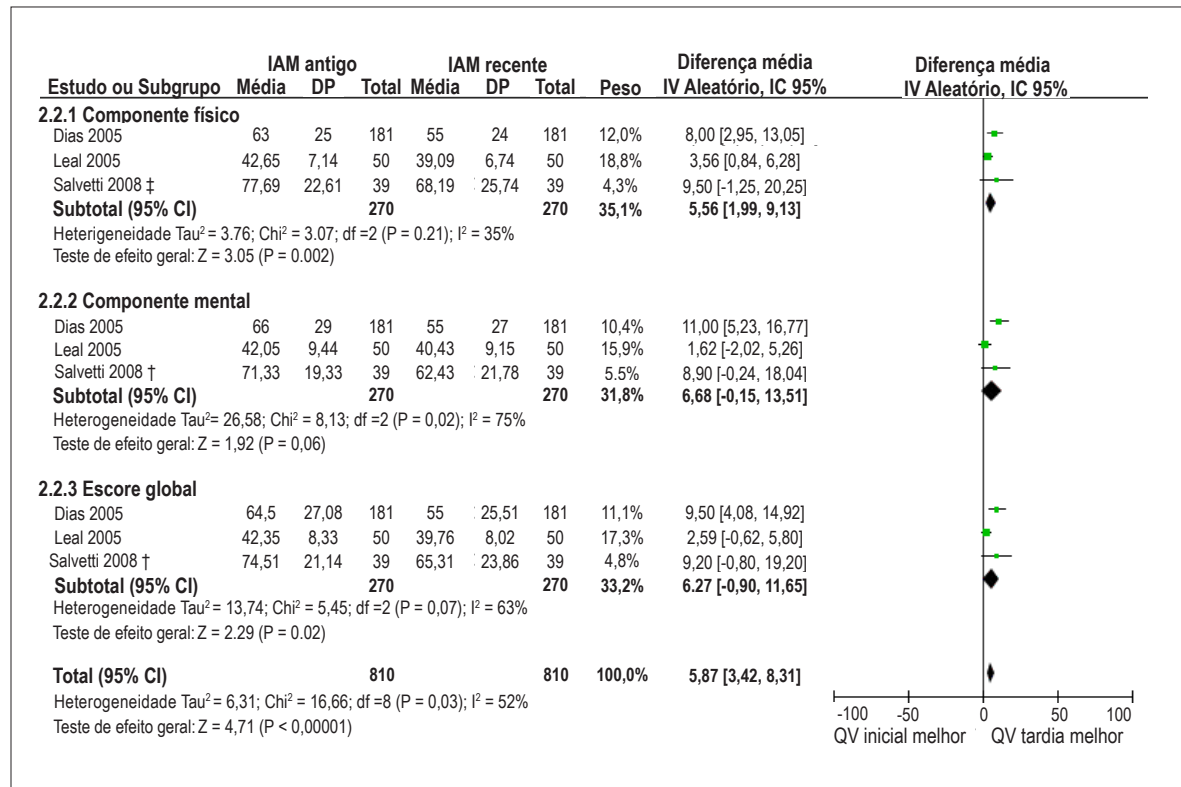 IAM antigo IAM recente Diferença média Diferença média
Estudo ou Subgrupo Média DP Total Média DP Total Peso IV Aleatório, IC 95% IV Aleatório, IC 95%
2.2.1 Componente físico
Dias 2005 63 25 181 55 24 181 12,0% 8,00 [2,95, 13,05]
Leal 2005 42,65 7,14 50 39,09 6,74 50 18,8% 3,56 [0,84, 6,28]
Salvetti 2008 ‡ 77,69 22,61 39 68,19 25,74 39 4,3% 9,50 [-1,25, 20,25]
Subtotal (95% CI) 270 270 35,1% 5,56 [1,99, 9,13]
Heterigeneidade Tau² = 3.76; Chi² = 3.07; df =2 (P = 0.21); I² = 35%
Teste de efeito geral: Z = 3.05 (P = 0.002)
2.2.2 Componente mental
Dias 2005 66 29 181 55 27 181 10,4% 11,00 [5,23, 16,77]
Leal 2005 42,05 9,44 50 40,43 9,15 50 15,9% 1,62 [-2,02, 5,26]
Salvetti 2008 † 71,33 19,33 39 62,43 21,78 39 5.5% 8,90 [-0,24, 18,04]
Subtotal (95% CI) 270 270 31,8% 6,68 [-0,15, 13,51]
Heterogeneidade Tau²= 26,58; Chi² = 8,13; df =2 (P = 0,02); I² = 75%
Teste de efeito geral: Z = 1,92 (P = 0,06)
2.2.3 Escore global
Dias 2005 64,5 27,08 181 55 25,51 181 11,1% 9,50 [4,08, 14,92]
Leal 2005 42,35 8,33 50 39,76 8,02 50 17,3% 2,59 [-0,62, 5,80]
Salvetti 2008 † 74,51 21,14 39 65,31 23,86 39 4,8% 9,20 [-0,80, 19,20]
Subtotal (95% CI) 270 270 33,2% 6.27 [-0,90, 11,65]
Heterogeneidade Tau² = 13,74; Chi² = 5,45; df =2 (P = 0,07); I² = 63%
Teste de efeito geral: Z = 2.29 (P = 0.02)
Total (95% CI) 810 810 100,0% 5,87 [3,42, 8,31]
Heterogeneidade Tau² = 6,31; Chi² = 16,66; df =8 (P = 0,03); I² = 52%
Teste de efeito geral: Z = 4,71 (P < 0,00001)
-100 -50 0 50 100
QV inicial melhor QV tardia melhor